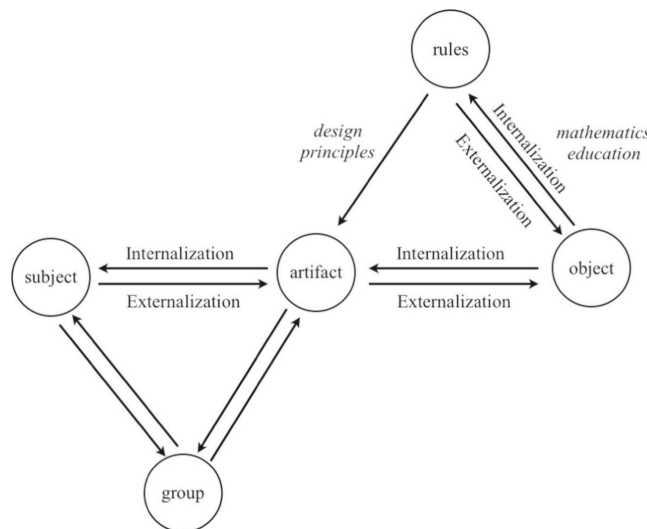 rules
design
principles
Internalization
Externalization
mathematics
education
Internalization
Internalization
subject
artifact
object
Externalization
Externalization
group